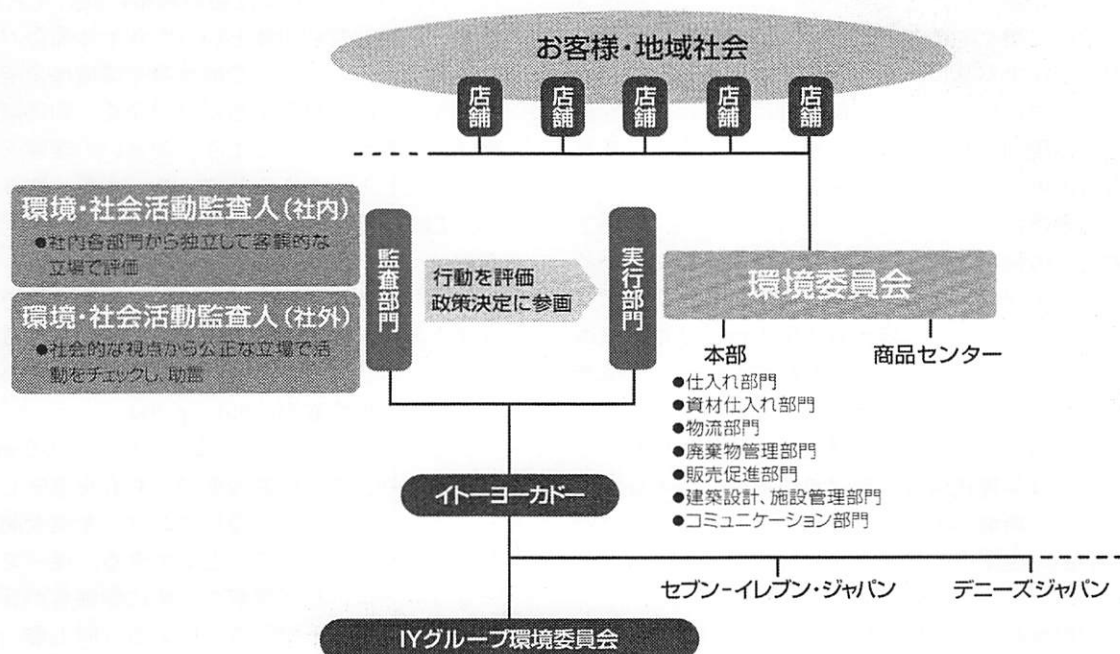 お客様・地域社会
店舗
店舗
店舗
店舗
店舗
環境・社会活動監査人(社内)
●社内各部門から独立して客観的な
立場で評価
環境・社会活動監査人(社外)
●社会的な視点から公正な立場で活
動をチェックし、助言
監査部門
行動を評価
政策決定に参画
実行部門
環境委員会
本部
●仕入れ部門
●資材仕入れ部門
●物流部門
●廃棄物管理部門
●販売促進部門
●建築設計、施設管理部門
●コミュニケーション部門
商品センター
イトーヨーカドー
セブン-イレブン・ジャパン
デニーズジャパン
IYグループ環境委員会